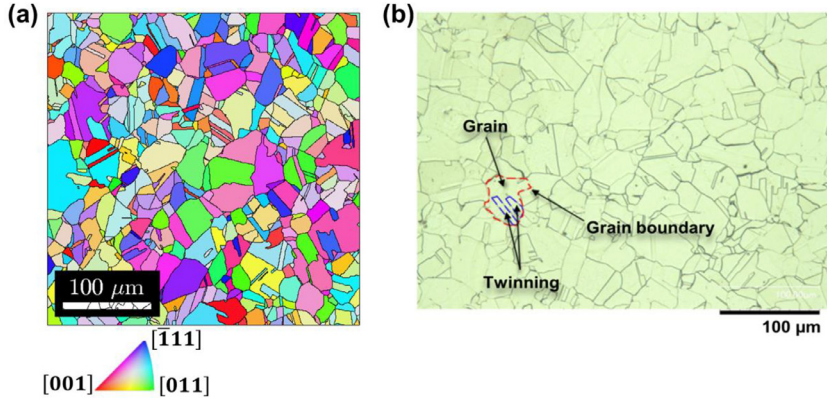 (a)
100 μm
[1̅11]
[001]
[011]
(b)
Grain
Grain boundary
Twinning
100 μm